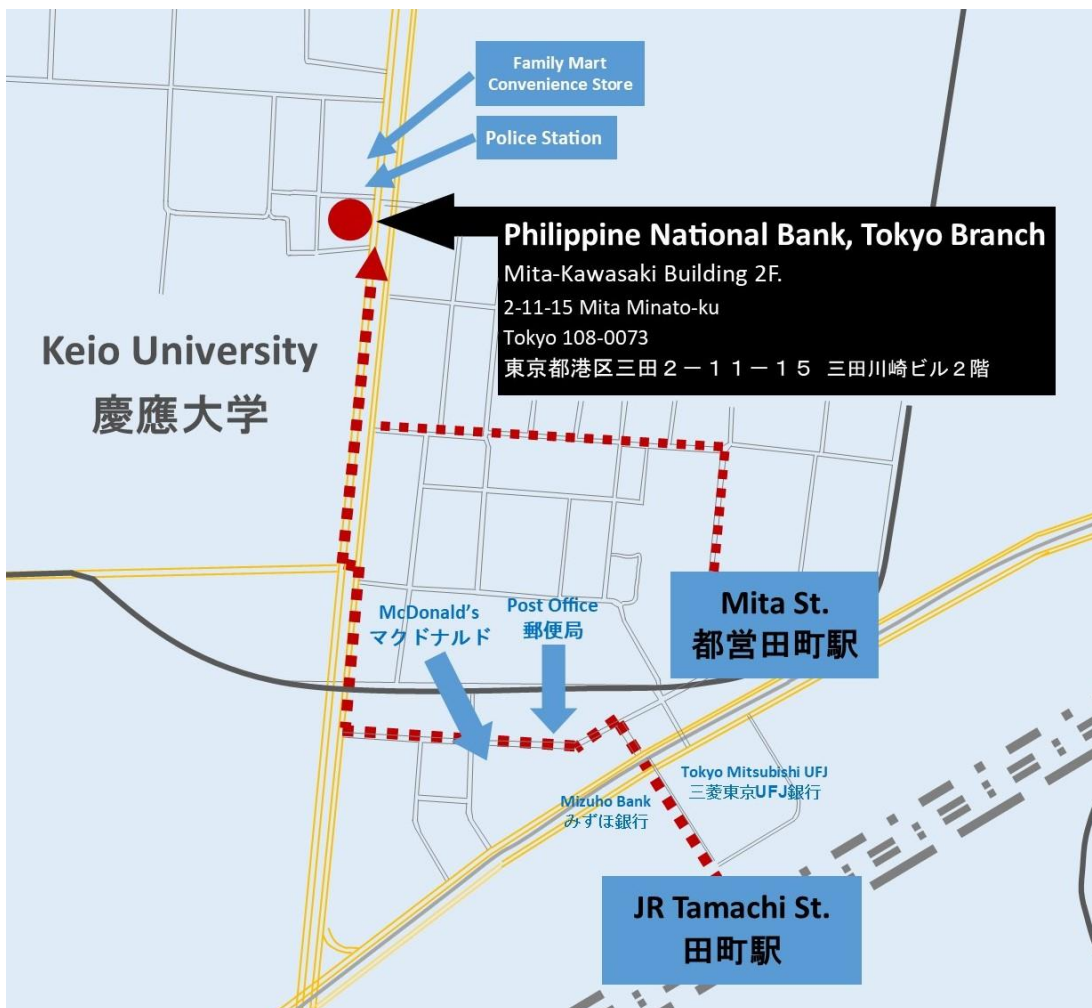 Family Mart
Convenience Store
Police Station
Philippine National Bank, Tokyo Branch
Mita-Kawasaki Building 2F.
2-11-15 Mita Minato-ku
Tokyo 108-0073
東京都港区三田２－１１－１５ 三田川崎ビル２階
Keio University
慶應大学
McDonald's
マクドナルド
Post Office
郵便局
Mita St.
都営田町駅
Tokyo Mitsubishi UFJ
三菱東京UFJ銀行
Mizuho Bank
みずほ銀行
JR Tamachi St.
田町駅